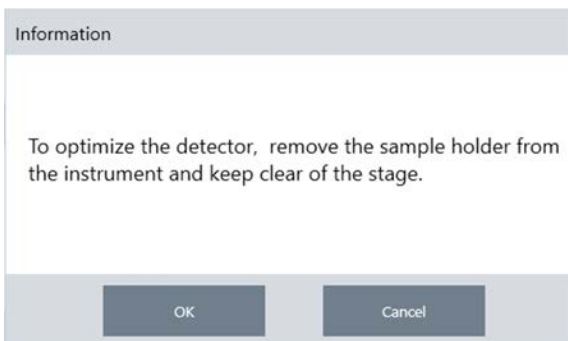 Information
To optimize the detector,  remove the sample holder from
the instrument and keep clear of the stage.
OK
Cancel